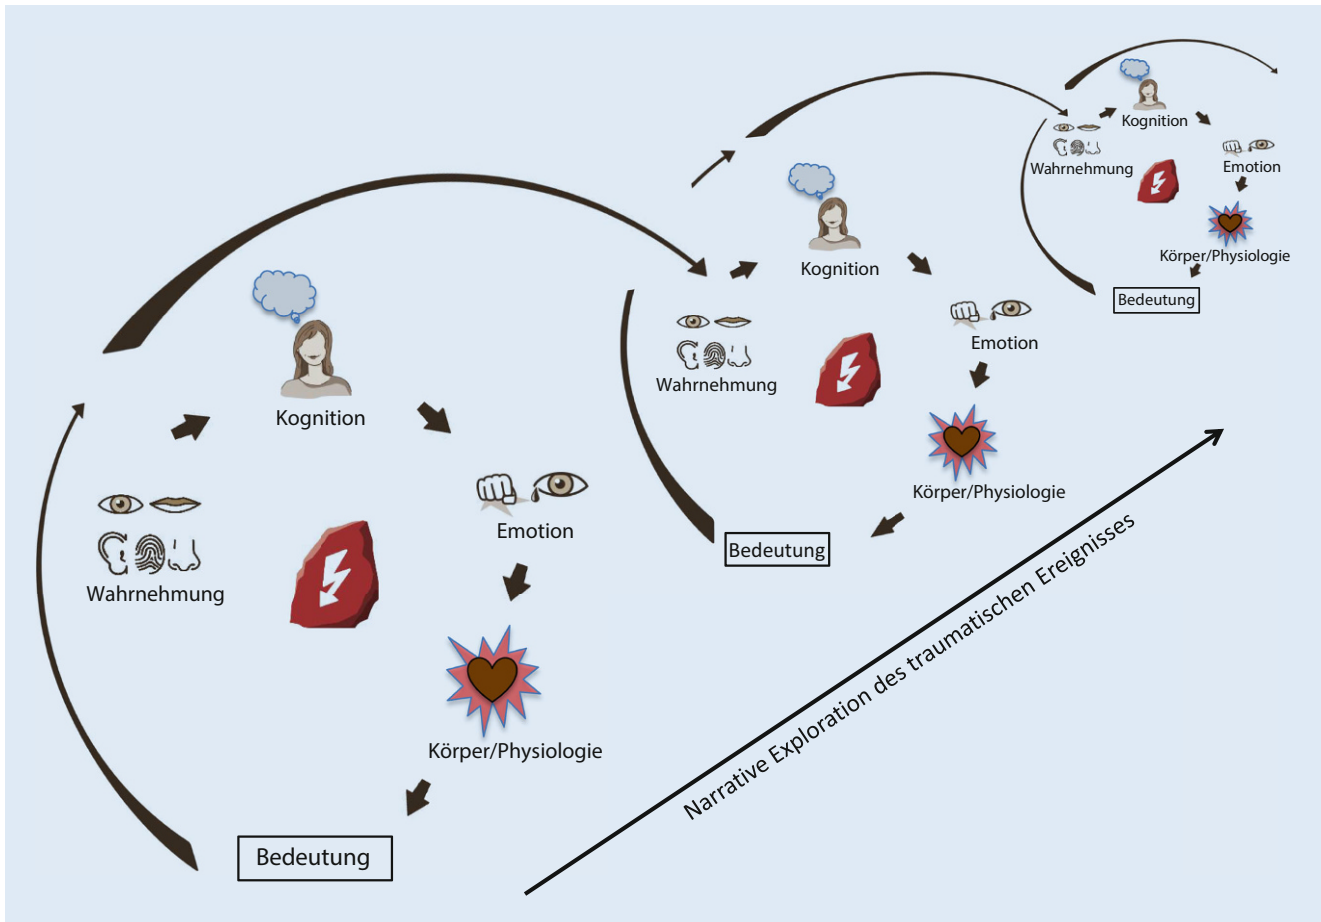 Kognition
Wahrnehmung
Emotion
Körper/Physiologie
Bedeutung
Kognition
Wahrnehmung
Emotion
Körper/Physiologie
Bedeutung
Kognition
Wahrnehmung
Emotion
Körper/Physiologie
Bedeutung
Narrative Exploration des traumatischen Ereignisses